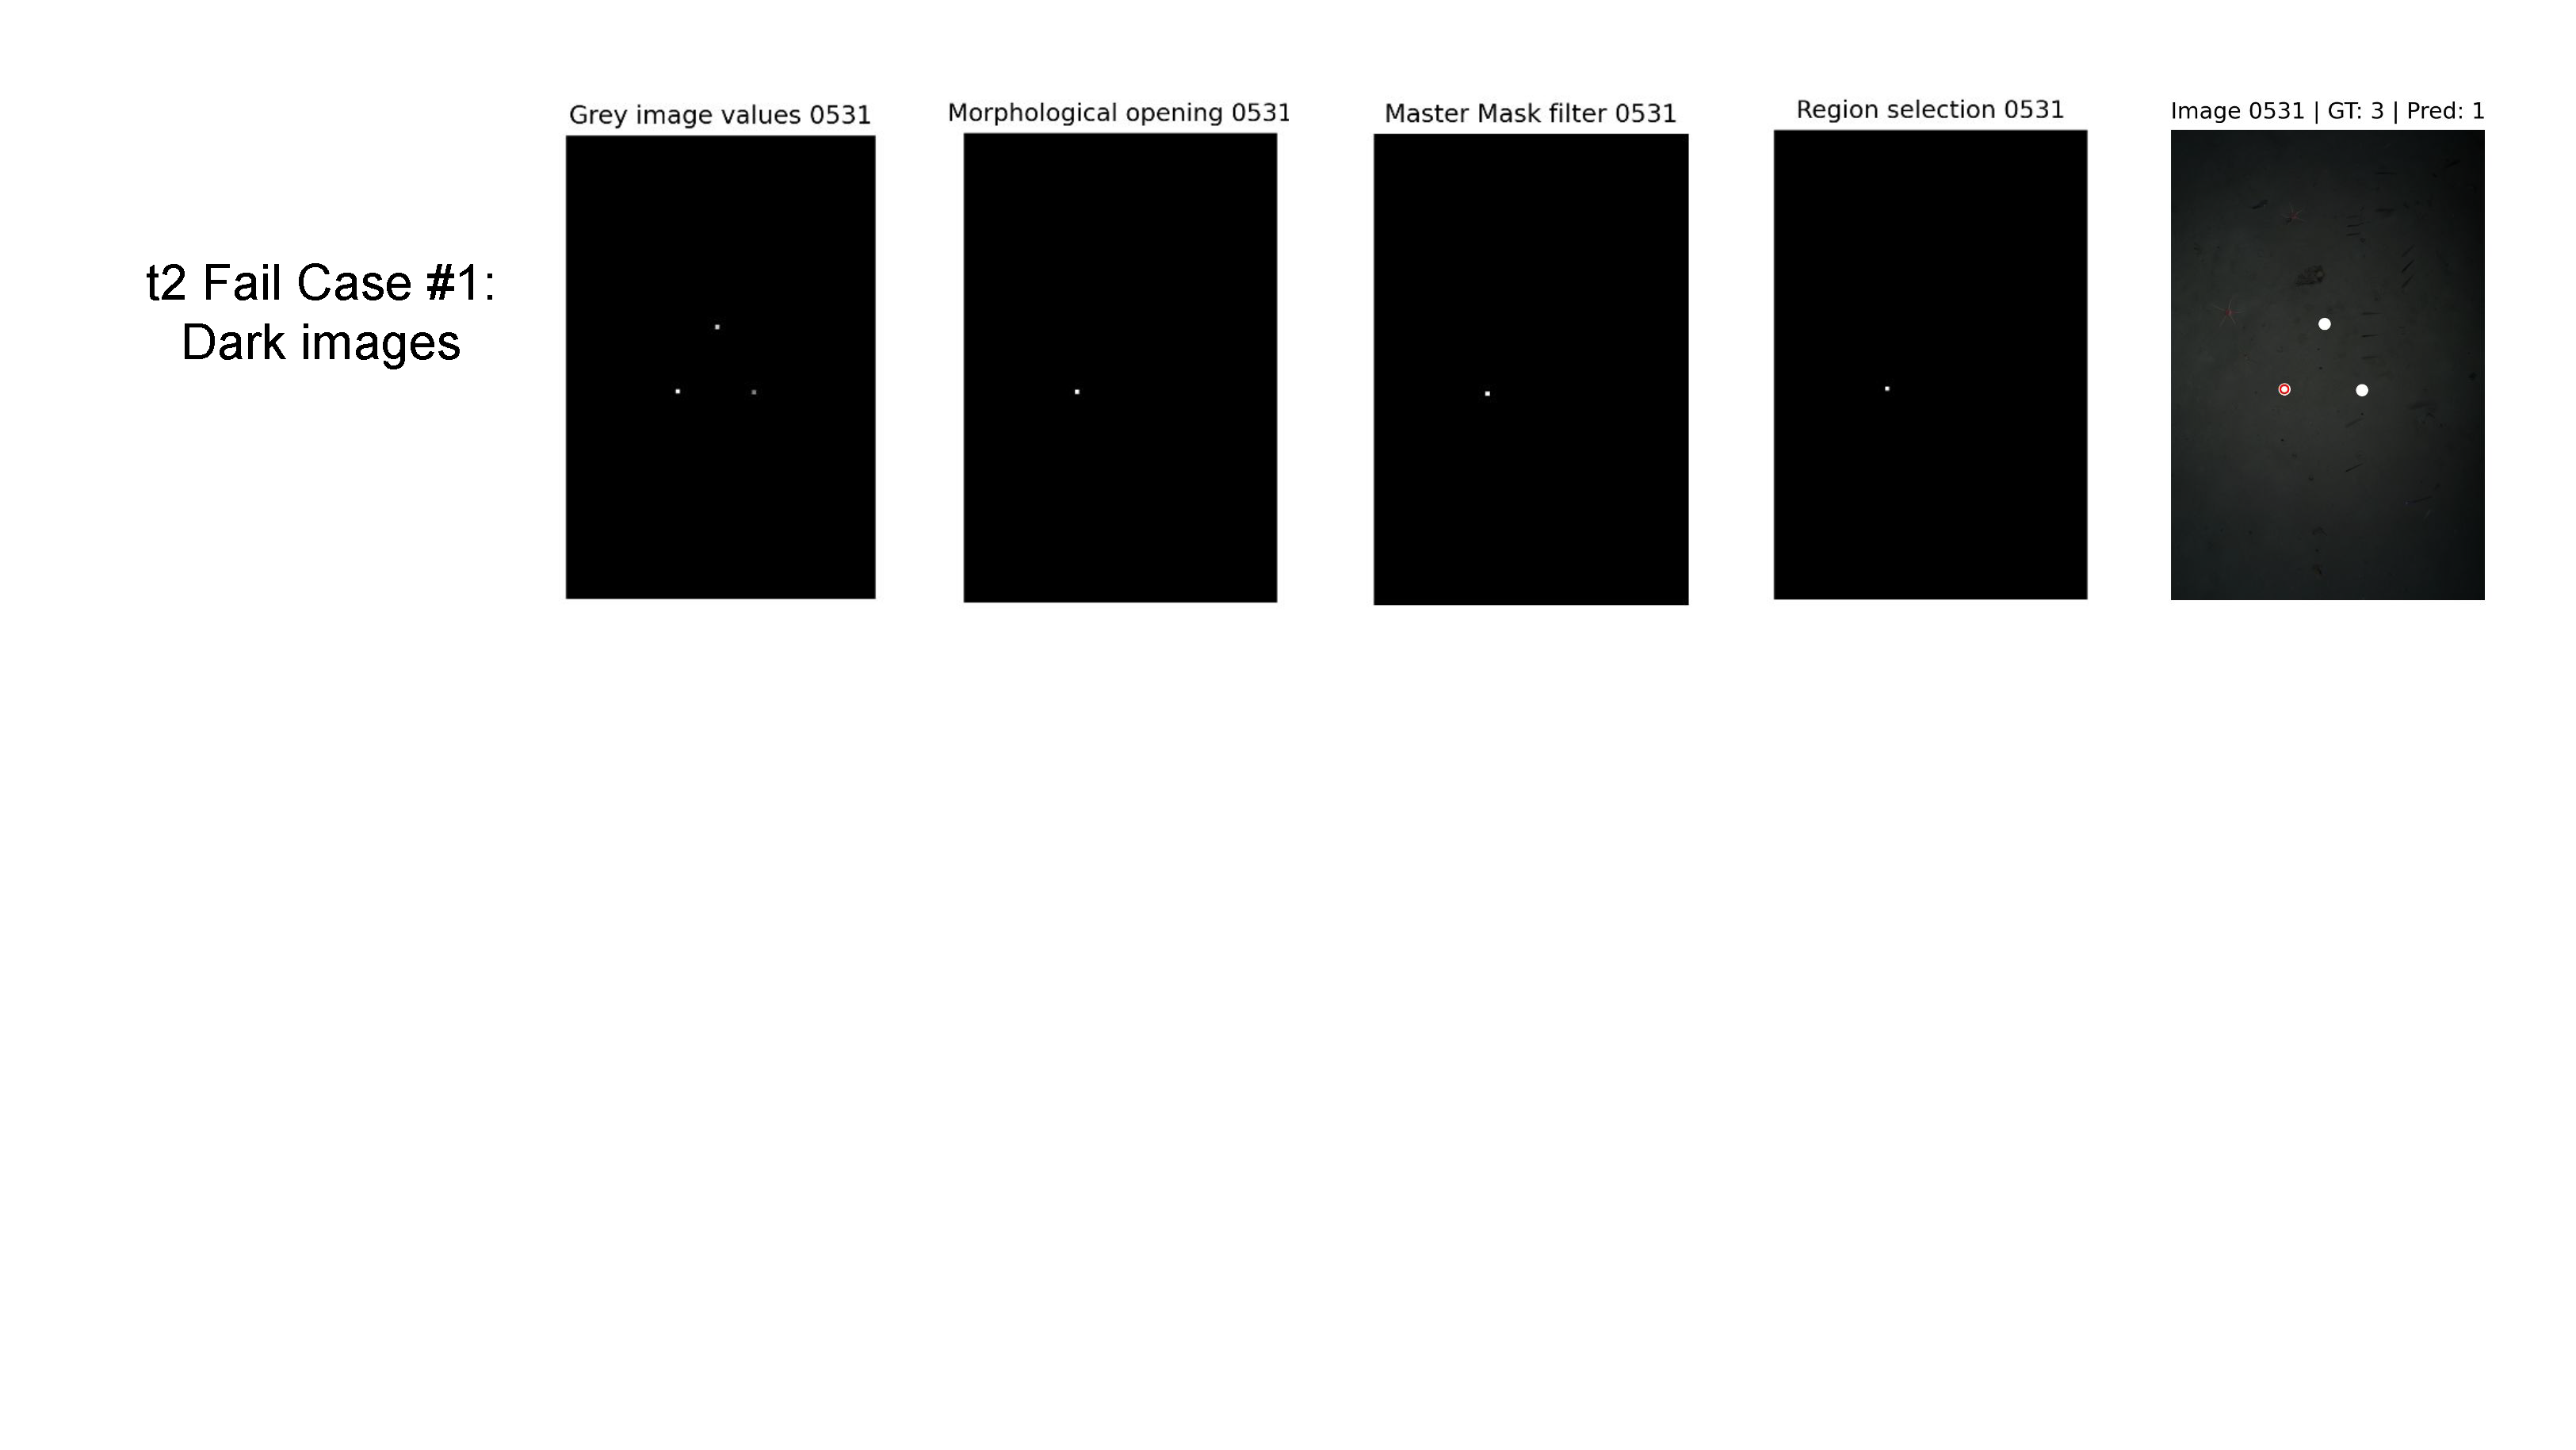 Grey image values 0531
Morphological opening 0531
Master Mask filter 0531
Region selection 0531
Image 0531 | GT: 3 | Pred: 1
t2 Fail Case #1:
Dark images